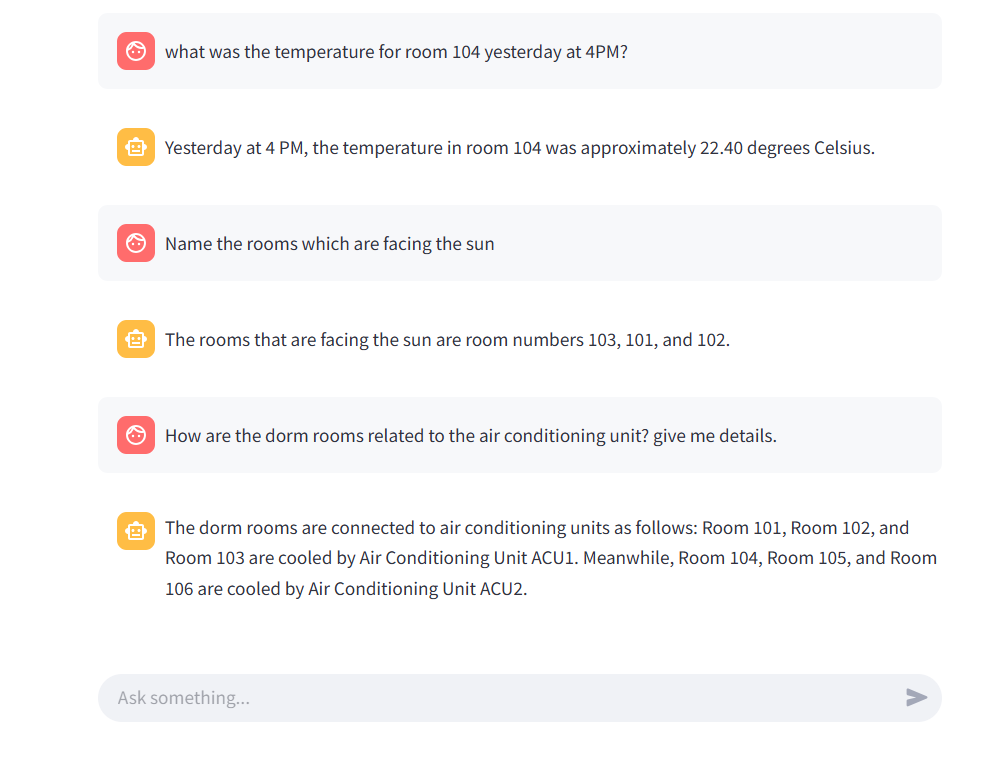 what was the temperature for room 104 yesterday at 4PM?
Yesterday at 4 PM, the temperature in room 104 was approximately 22.40 degrees Celsius.
Name the rooms which are facing the sun
The rooms that are facing the sun are room numbers 103, 101, and 102.
How are the dorm rooms related to the air conditioning unit? give me details.
The dorm rooms are connected to air conditioning units as follows: Room 101, Room 102, and
Room 103 are cooled by Air Conditioning Unit ACU1. Meanwhile, Room 104, Room 105, and Room
106 are cooled by Air Conditioning Unit ACU2.
Ask something...